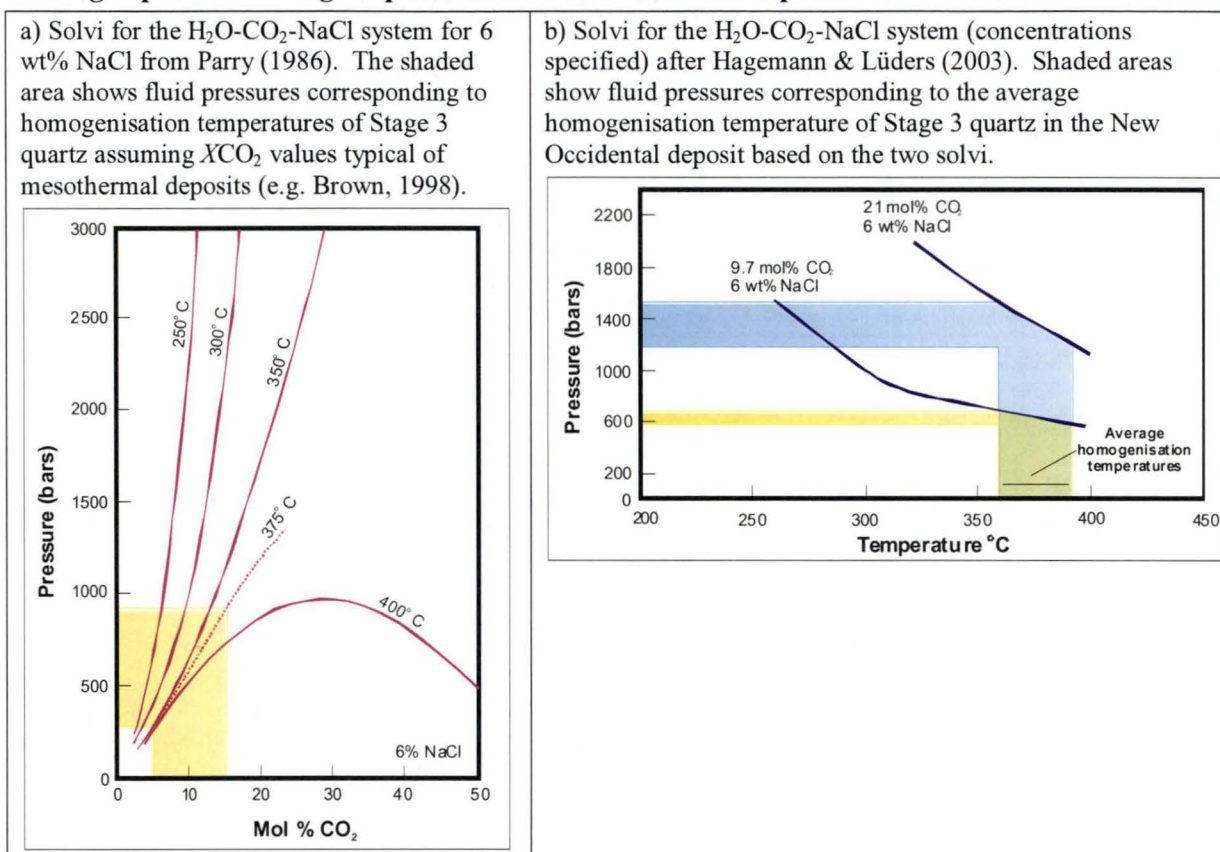 a) Solvi for the H₂O-CO₂-NaCl system for 6
wt% NaCl from Parry (1986). The shaded
area shows fluid pressures corresponding to
homogenisation temperatures of Stage 3
quartz assuming XCO₂ values typical of
mesothermal deposits (e.g. Brown, 1998).
3000
2500
2000
1500
1000
500
0
Pressure (bars)
250° C
300° C
350° C
375° C
400° C
6% NaCl
0 10 20 30 40 50
Mol % CO₂
b) Solvi for the H₂O-CO₂-NaCl system (concentrations
specified) after Hagemann & Lüders (2003). Shaded areas
show fluid pressures corresponding to the average
homogenisation temperature of Stage 3 quartz in the New
Occidental deposit based on the two solvi.
2200
1800
1400
1000
600
200
0
Pressure (bars)
21 mol% CO₂
6 wt% NaCl
9.7 mol% CO₂
6 wt% NaCl
Average
homogenisation
temperatures
200 250 300 350 400 450
Temperature °C